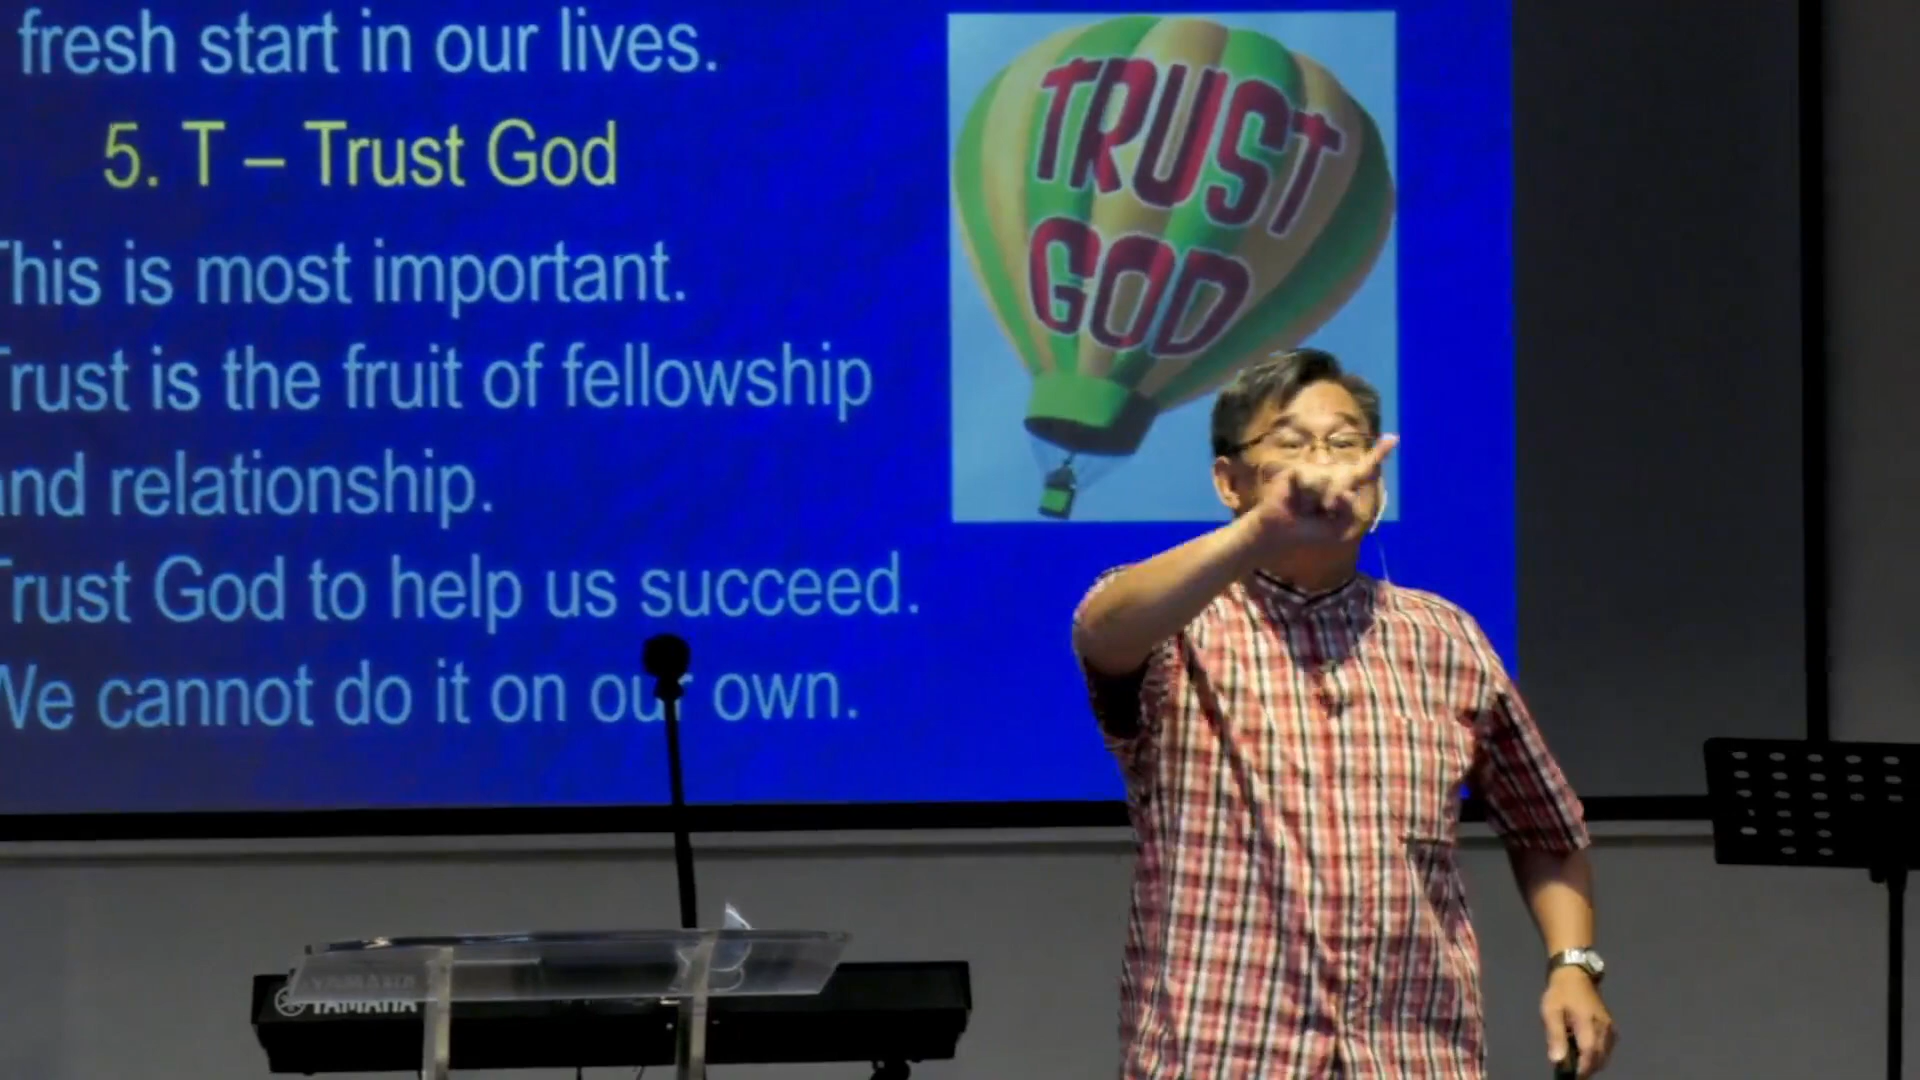 fresh start in our lives.
5. T – Trust God
This is most important.
Trust is the fruit of fellowship
and relationship.
Trust God to help us succeed.
We cannot do it on our own.
TRUST
GOD
YAMAHA